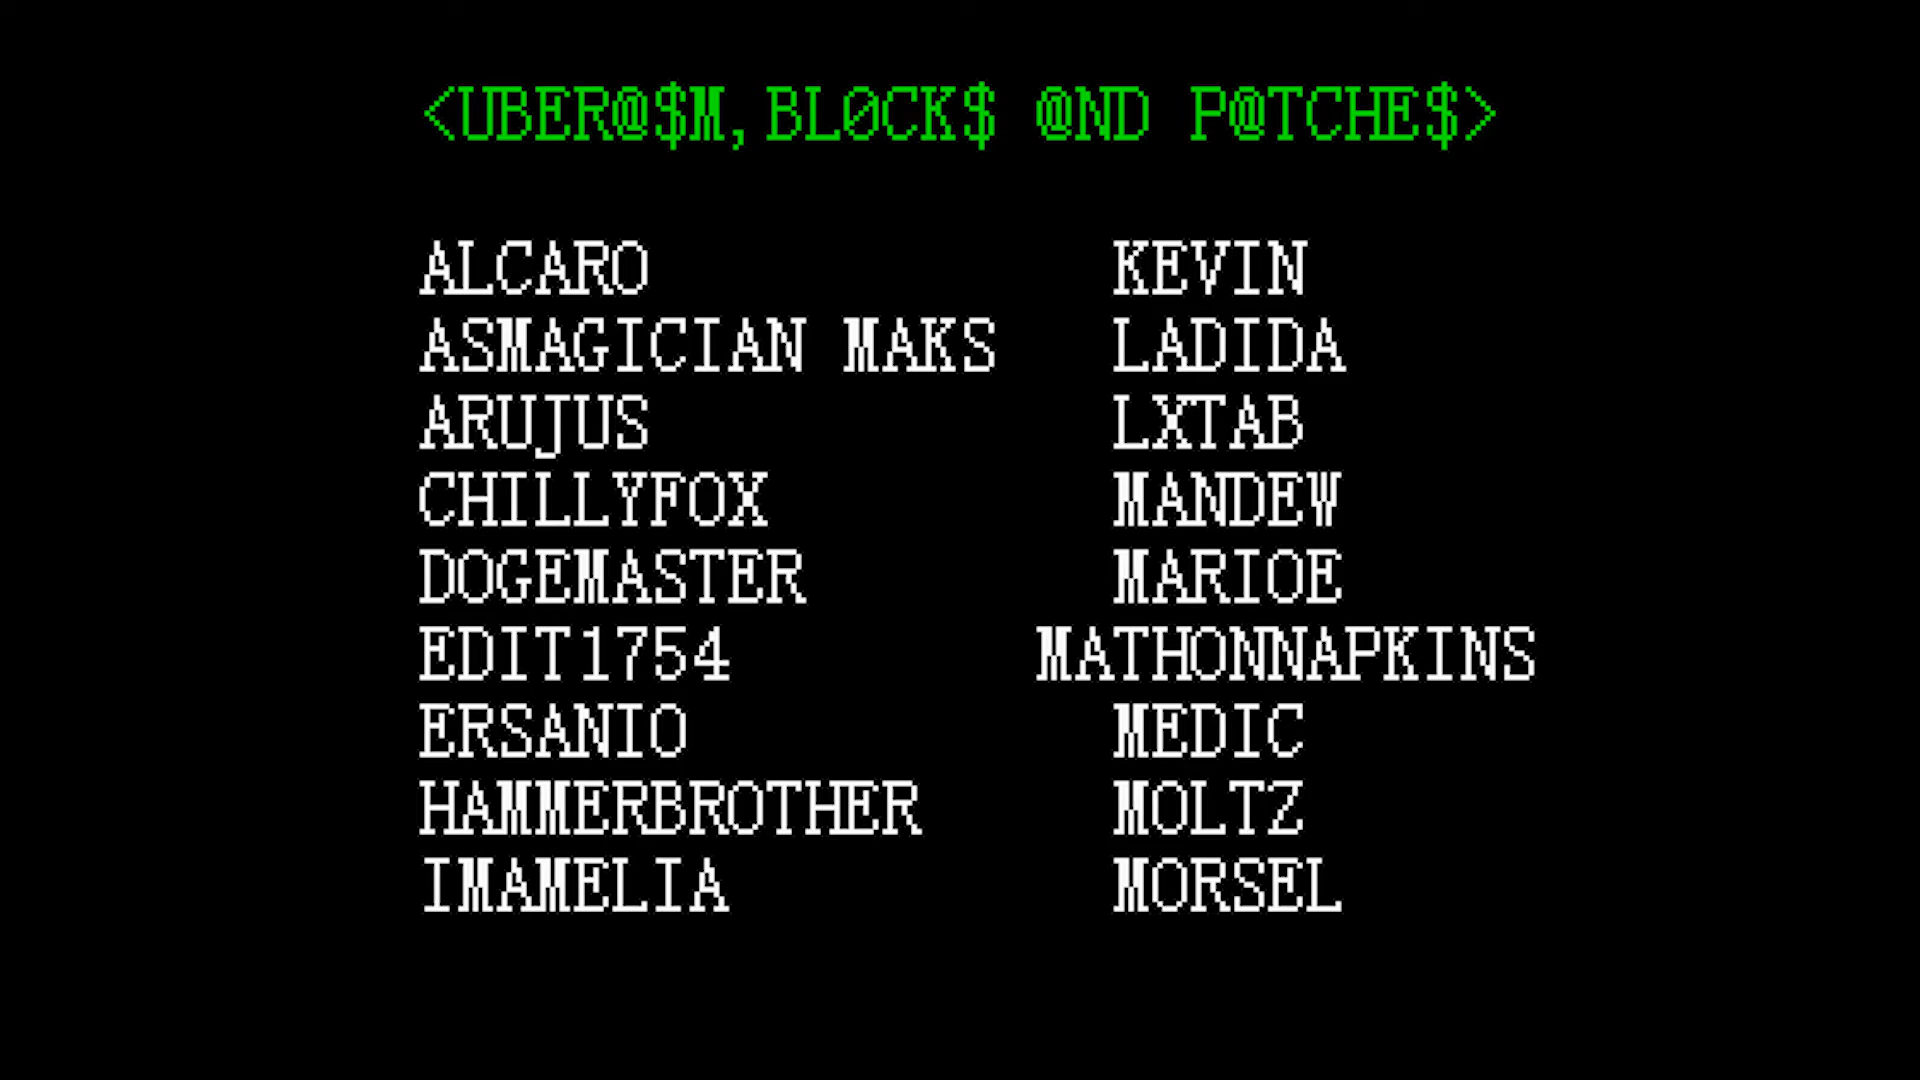 <UBER@$M, BL0CK$ @ND P@TCHE$>
ALCARO KEVIN
ASMAGICIAN MAKS LADIDA
ARUJUS LXTAB
CHILLYFOX MANDEW
DOGEMASTER MARIOE
EDIT1754 MATHONNAPKINS
ERSANIO MEDIC
HAMMERBROTHER MOLTZ
IMAMELIA MORSEL